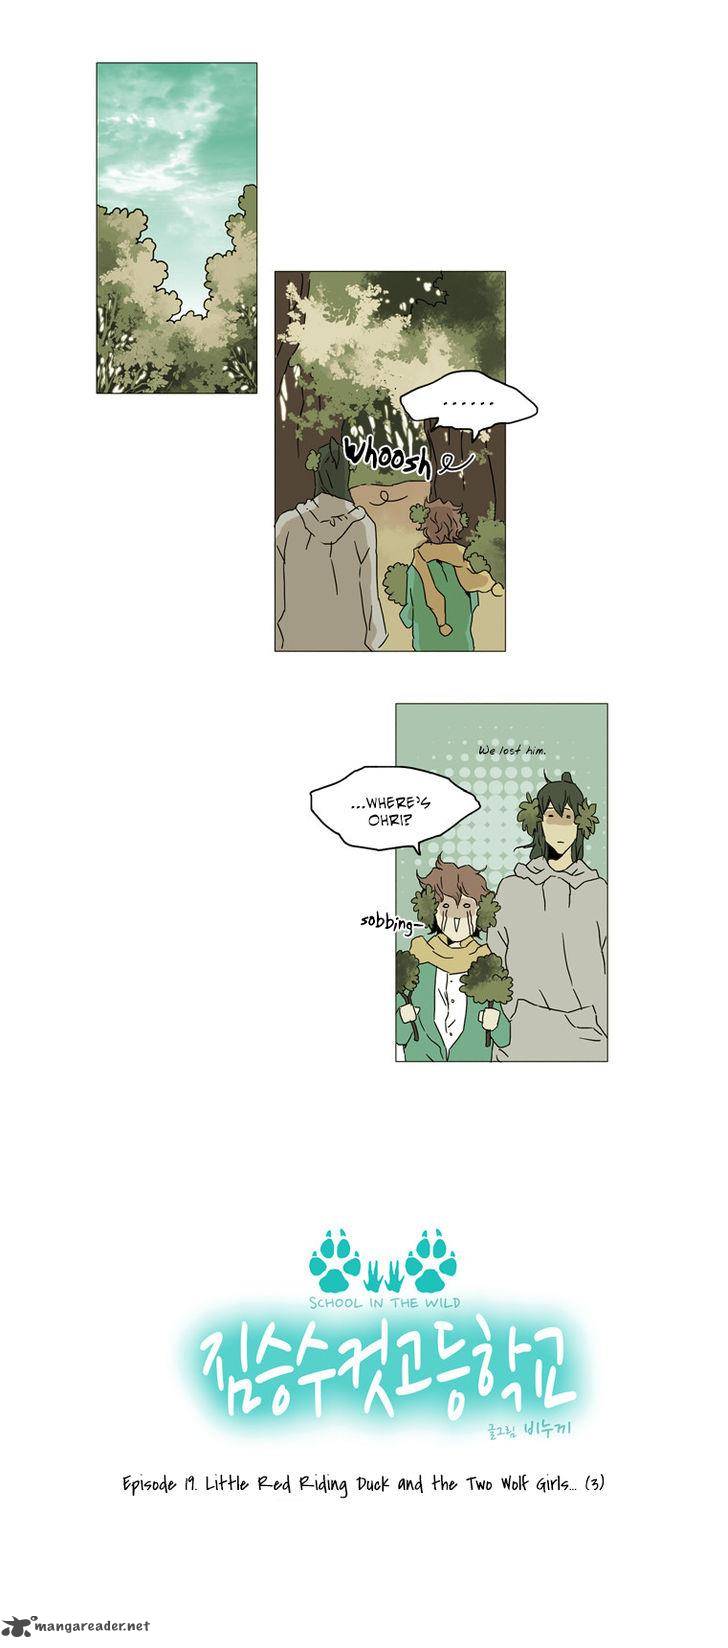 ......
Whoosh
We lost him.
...WHERE'S
OHRI?
sobbing~
SCHOOL IN THE WILD
짐승수컷고등학교
글그림 비누끼
Episode 19. Little Red Riding Duck and the Two Wolf Girls... (3)
mangareader.net